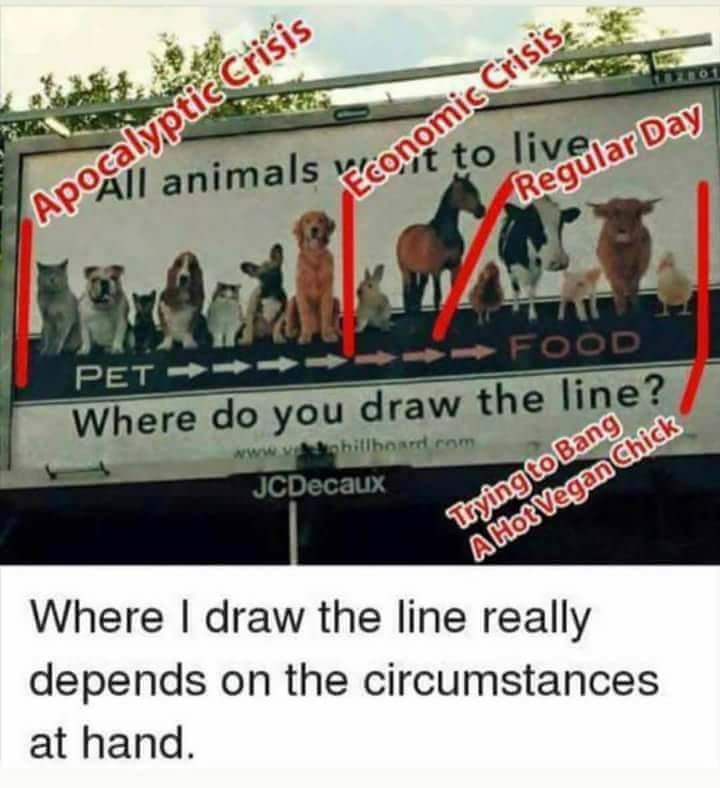 Apocalyptic Crisis
Economic Crisis
Regular Day
All animals to live
PET FOOD
Where do you draw the line?
JCDecaux
Trying to Bang
A Hot Vegan Chick
Where I draw the line really
depends on the circumstances
at hand.